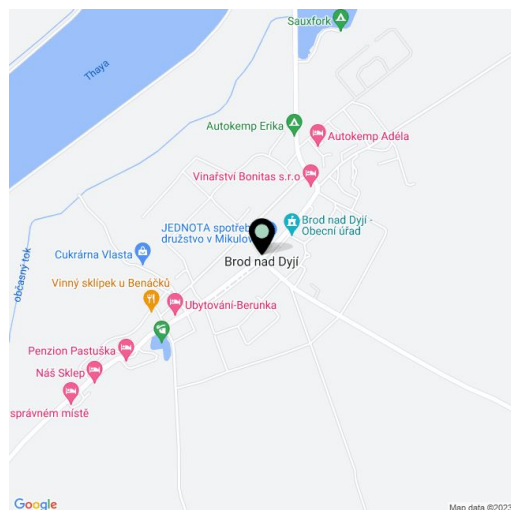 Sauxfork
Thaya
Autokemp Erika
Autokemp Adéla
Vinařství Bonitas s.r.o
JEDNOTA spotřeb
družstvo v Mikulov
Brod nad Dyjí -
Obecní úřad
Cukrárna Vlasta
Brod nad Dyjí
občasný tok
Vinný sklípek u Benáčků
Ubytování-Berunka
Penzion Pastuška
Náš Sklep
správném místě
Google
Map data ©2023